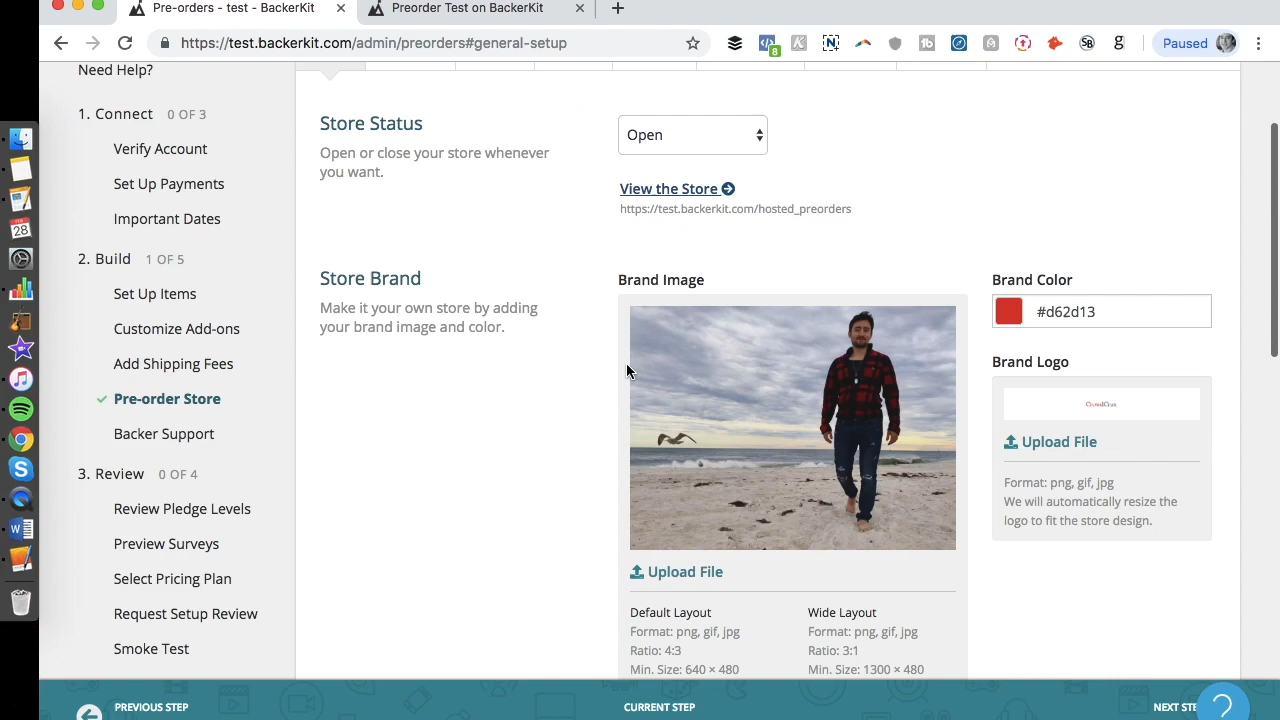 Pre-orders - test - BackerKit
Preorder Test on BackerKit
https://test.backerkit.com/admin/preorders#general-setup
8
Paused
Need Help?
1. Connect 0 OF 3
Verify Account
Set Up Payments
Important Dates
2. Build 1 OF 5
Set Up Items
Customize Add-ons
Add Shipping Fees
Pre-order Store
Backer Support
3. Review 0 OF 4
Review Pledge Levels
Preview Surveys
Select Pricing Plan
Request Setup Review
Smoke Test
Store Status
Open or close your store whenever
you want.
Open
View the Store
https://test.backerkit.com/hosted_preorders
Store Brand
Make it your own store by adding
your brand image and color.
Brand Image
Upload File
Default Layout
Format: png, gif, jpg
Ratio: 4:3
Min. Size: 640 × 480
Wide Layout
Format: png, gif, jpg
Ratio: 3:1
Min. Size: 1300 × 480
Brand Color
#d62d13
Brand Logo
CrowdCrux
Upload File
Format: png, gif, jpg
We will automatically resize the
logo to fit the store design.
PREVIOUS STEP
CURRENT STEP
NEXT STE
?
FEB
28